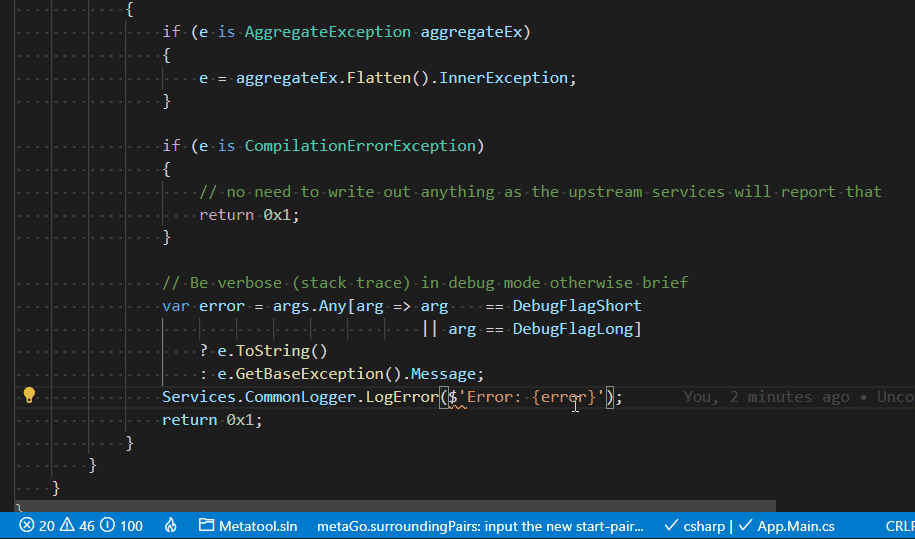 {
if (e is AggregateException aggregateEx)
{
e = aggregateEx.Flatten().InnerException;
}
if (e is CompilationErrorException)
{
// no need to write out anything as the upstream services will report that
return 0x1;
}
// Be verbose (stack trace) in debug mode otherwise brief
var error = args.Any[arg => arg == DebugFlagShort
|| arg == DebugFlagLong]
? e.ToString()
: e.GetBaseException().Message;
Services.CommonLogger.LogError($'Error: {error}'); You, 2 minutes ago • Unco
return 0x1;
}
}
}
}
20 46 100 Metatool.sln metaGo.surroundingPairs: input the new start-pair... csharp | App.Main.cs CRLF